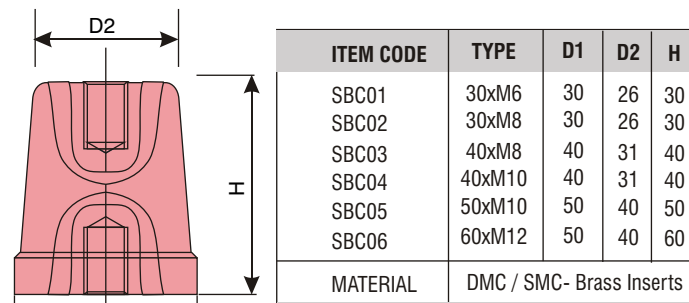 D2
H
ITEM CODE TYPE D1 D2 H
SBC01 30xM6 30 26 30
SBC02 30xM8 30 26 30
SBC03 40xM8 40 31 40
SBC04 40xM10 40 31 40
SBC05 50xM10 50 40 50
SBC06 60xM12 50 40 60
MATERIAL DMC / SMC- Brass Inserts